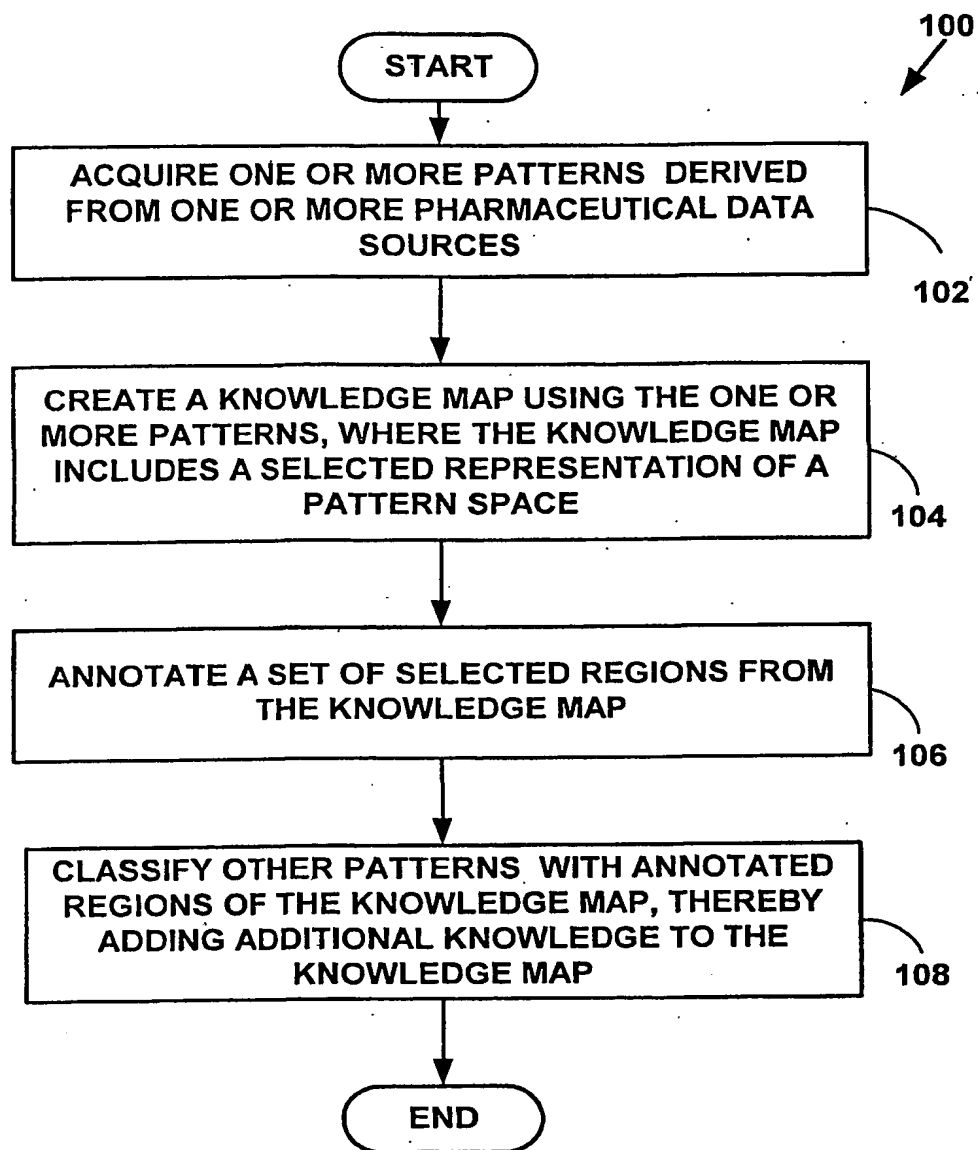 100
START
ACQUIRE ONE OR MORE PATTERNS DERIVED
FROM ONE OR MORE PHARMACEUTICAL DATA
SOURCES
102
CREATE A KNOWLEDGE MAP USING THE ONE OR
MORE PATTERNS, WHERE THE KNOWLEDGE MAP
INCLUDES A SELECTED REPRESENTATION OF A
PATTERN SPACE
104
ANNOTATE A SET OF SELECTED REGIONS FROM
THE KNOWLEDGE MAP
106
CLASSIFY OTHER PATTERNS WITH ANNOTATED
REGIONS OF THE KNOWLEDGE MAP, THEREBY
ADDING ADDITIONAL KNOWLEDGE TO THE
KNOWLEDGE MAP
108
END